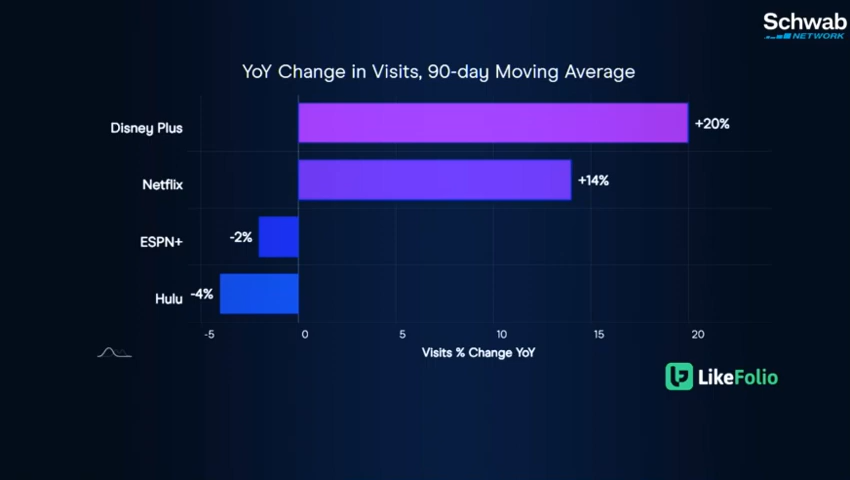 Schwab
NETWORK
YoY Change in Visits, 90-day Moving Average
Disney Plus
+20%
Netflix
+14%
ESPN+
-2%
Hulu
-4%
-5
0
5
10
15
20
Visits % Change YoY
LikeFolio